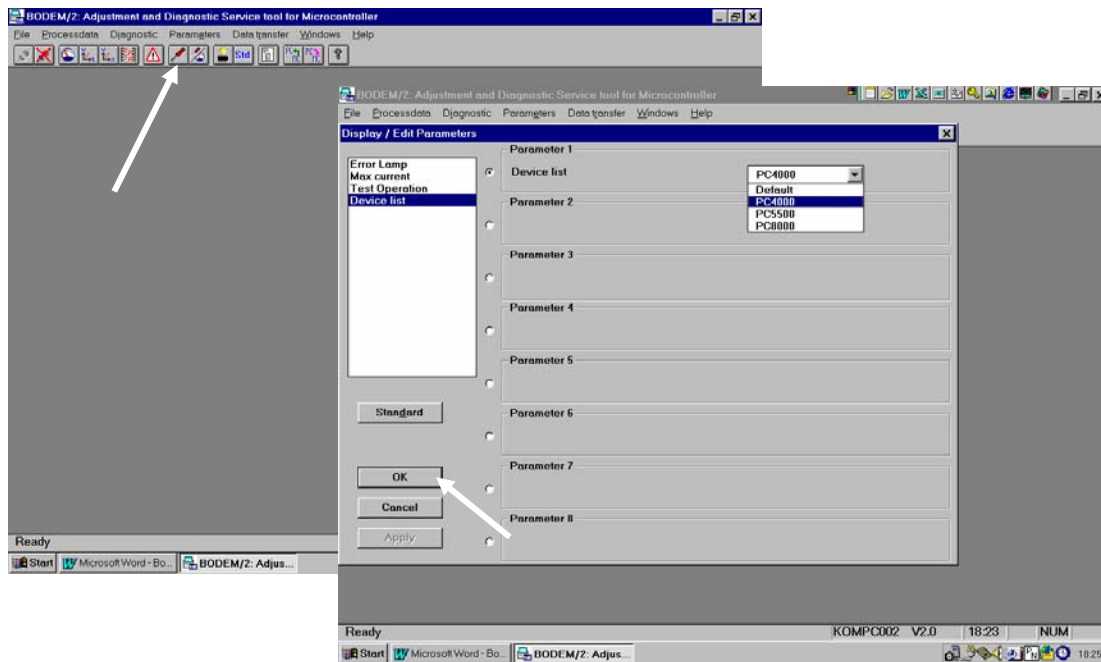 BODEM/2: Adjustment and Diagnostic Service tool for Microcontroller
File Processdata Diagnostic Parameters Data transfer Windows Help
Std
Ready
Start Microsoft Word - Bo... BODEM/2: Adjus...
BODEM/2: Adjustment and Diagnostic Service tool for Microcontroller
File Processdata Diagnostic Parameters Data transfer Windows Help
Display / Edit Parameters
Error Lamp
Max current
Test Operation
Device list
Standard
OK
Cancel
Apply
Parameter 1
Device list
PC4000
Default
PC4000
PC5500
PC8000
Parameter 2
Parameter 3
Parameter 4
Parameter 5
Parameter 6
Parameter 7
Parameter 8
Ready KOMPC002 V2.0 18:23 NUM
Start Microsoft Word - Bo... BODEM/2: Adjus... 18:25